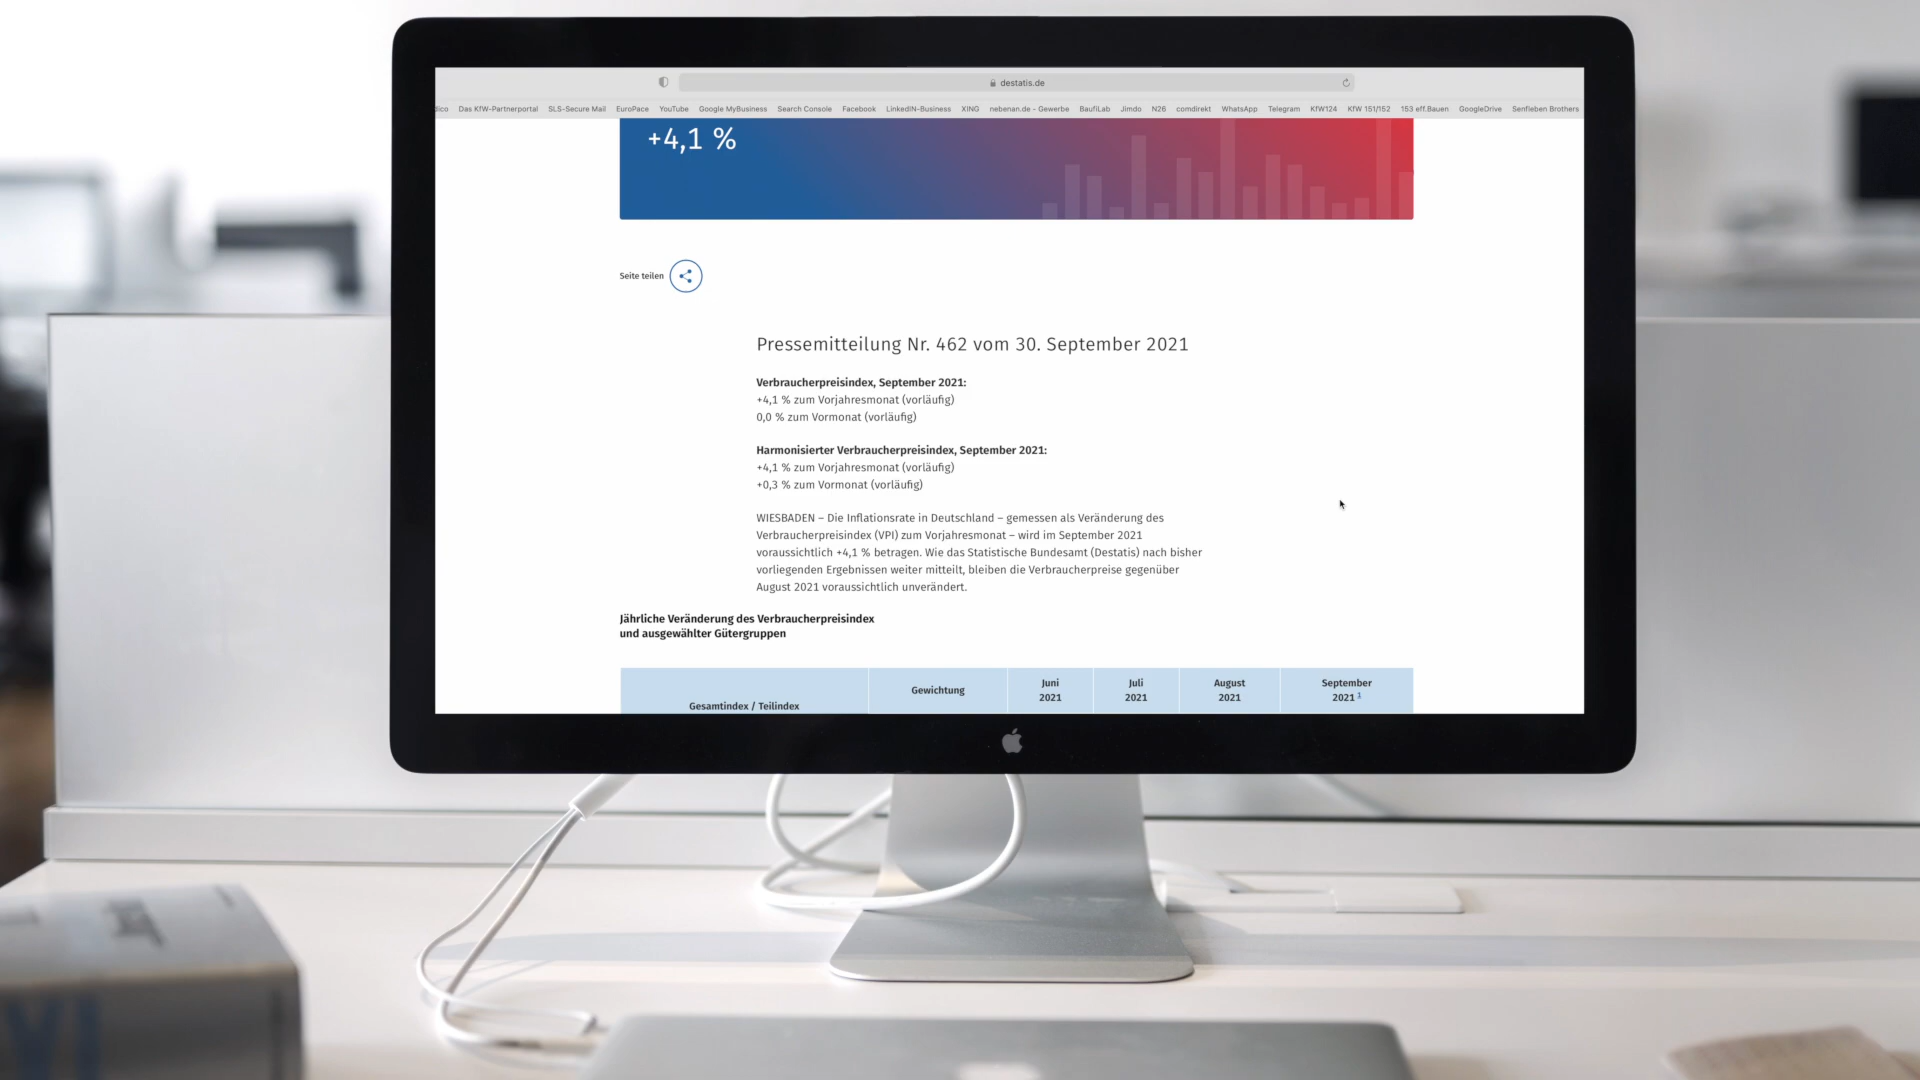 destatis.de
Das KfW-Partnerportal SLS-Secure Mail EuroPace YouTube Google MyBusiness Search Console Facebook LinkedIN-Business XING nebenan.de - Gewerbe BaufiLab Jimdo N26 comdirekt WhatsApp Telegram KfW124 KfW 151/152 153 eff.Bauen GoogleDrive Senfleben Brothers
+4,1 %
Seite teilen
Pressemitteilung Nr. 462 vom 30. September 2021
Verbraucherpreisindex, September 2021:
+4,1 % zum Vorjahresmonat (vorläufig)
0,0 % zum Vormonat (vorläufig)
Harmonisierter Verbraucherpreisindex, September 2021:
+4,1 % zum Vorjahresmonat (vorläufig)
+0,3 % zum Vormonat (vorläufig)
WIESBADEN – Die Inflationsrate in Deutschland – gemessen als Veränderung des
Verbraucherpreisindex (VPI) zum Vorjahresmonat – wird im September 2021
voraussichtlich +4,1 % betragen. Wie das Statistische Bundesamt (Destatis) nach bisher
vorliegenden Ergebnissen weiter mitteilt, bleiben die Verbraucherpreise gegenüber
August 2021 voraussichtlich unverändert.
Jährliche Veränderung des Verbraucherpreisindex
und ausgewählter Gütergruppen
Gesamtindex / Teilindex
Gewichtung
Juni
2021
Juli
2021
August
2021
September
2021 1